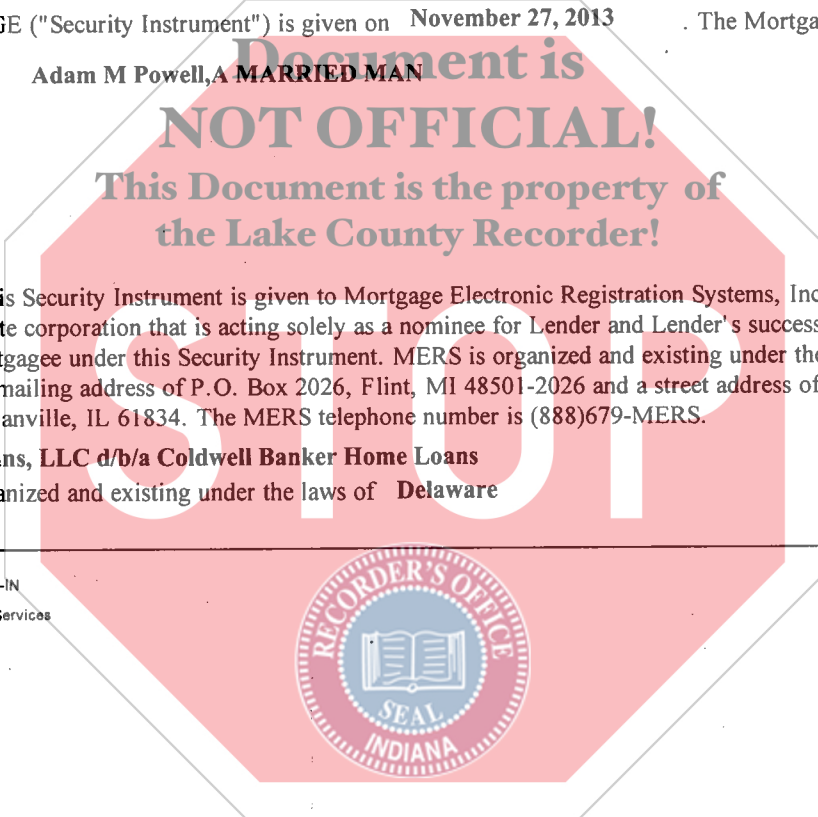 GE ("Security Instrument") is given on November 27, 2013 . The Mortga
Document is
Adam M Powell,A MARRIED MAN
NOT OFFICIAL!
This Document is the property of
the Lake County Recorder!
is Security Instrument is given to Mortgage Electronic Registration Systems, Inc
te corporation that is acting solely as a nominee for Lender and Lender's success
tgagee under this Security Instrument. MERS is organized and existing under the
mailing address of P.O. Box 2026, Flint, MI 48501-2026 and a street address of
anville, IL 61834. The MERS telephone number is (888)679-MERS.
STOP
ns, LLC d/b/a Coldwell Banker Home Loans
anized and existing under the laws of Delaware
-IN
Services
RECORDER'S OFFICE
SEAL
INDIANA